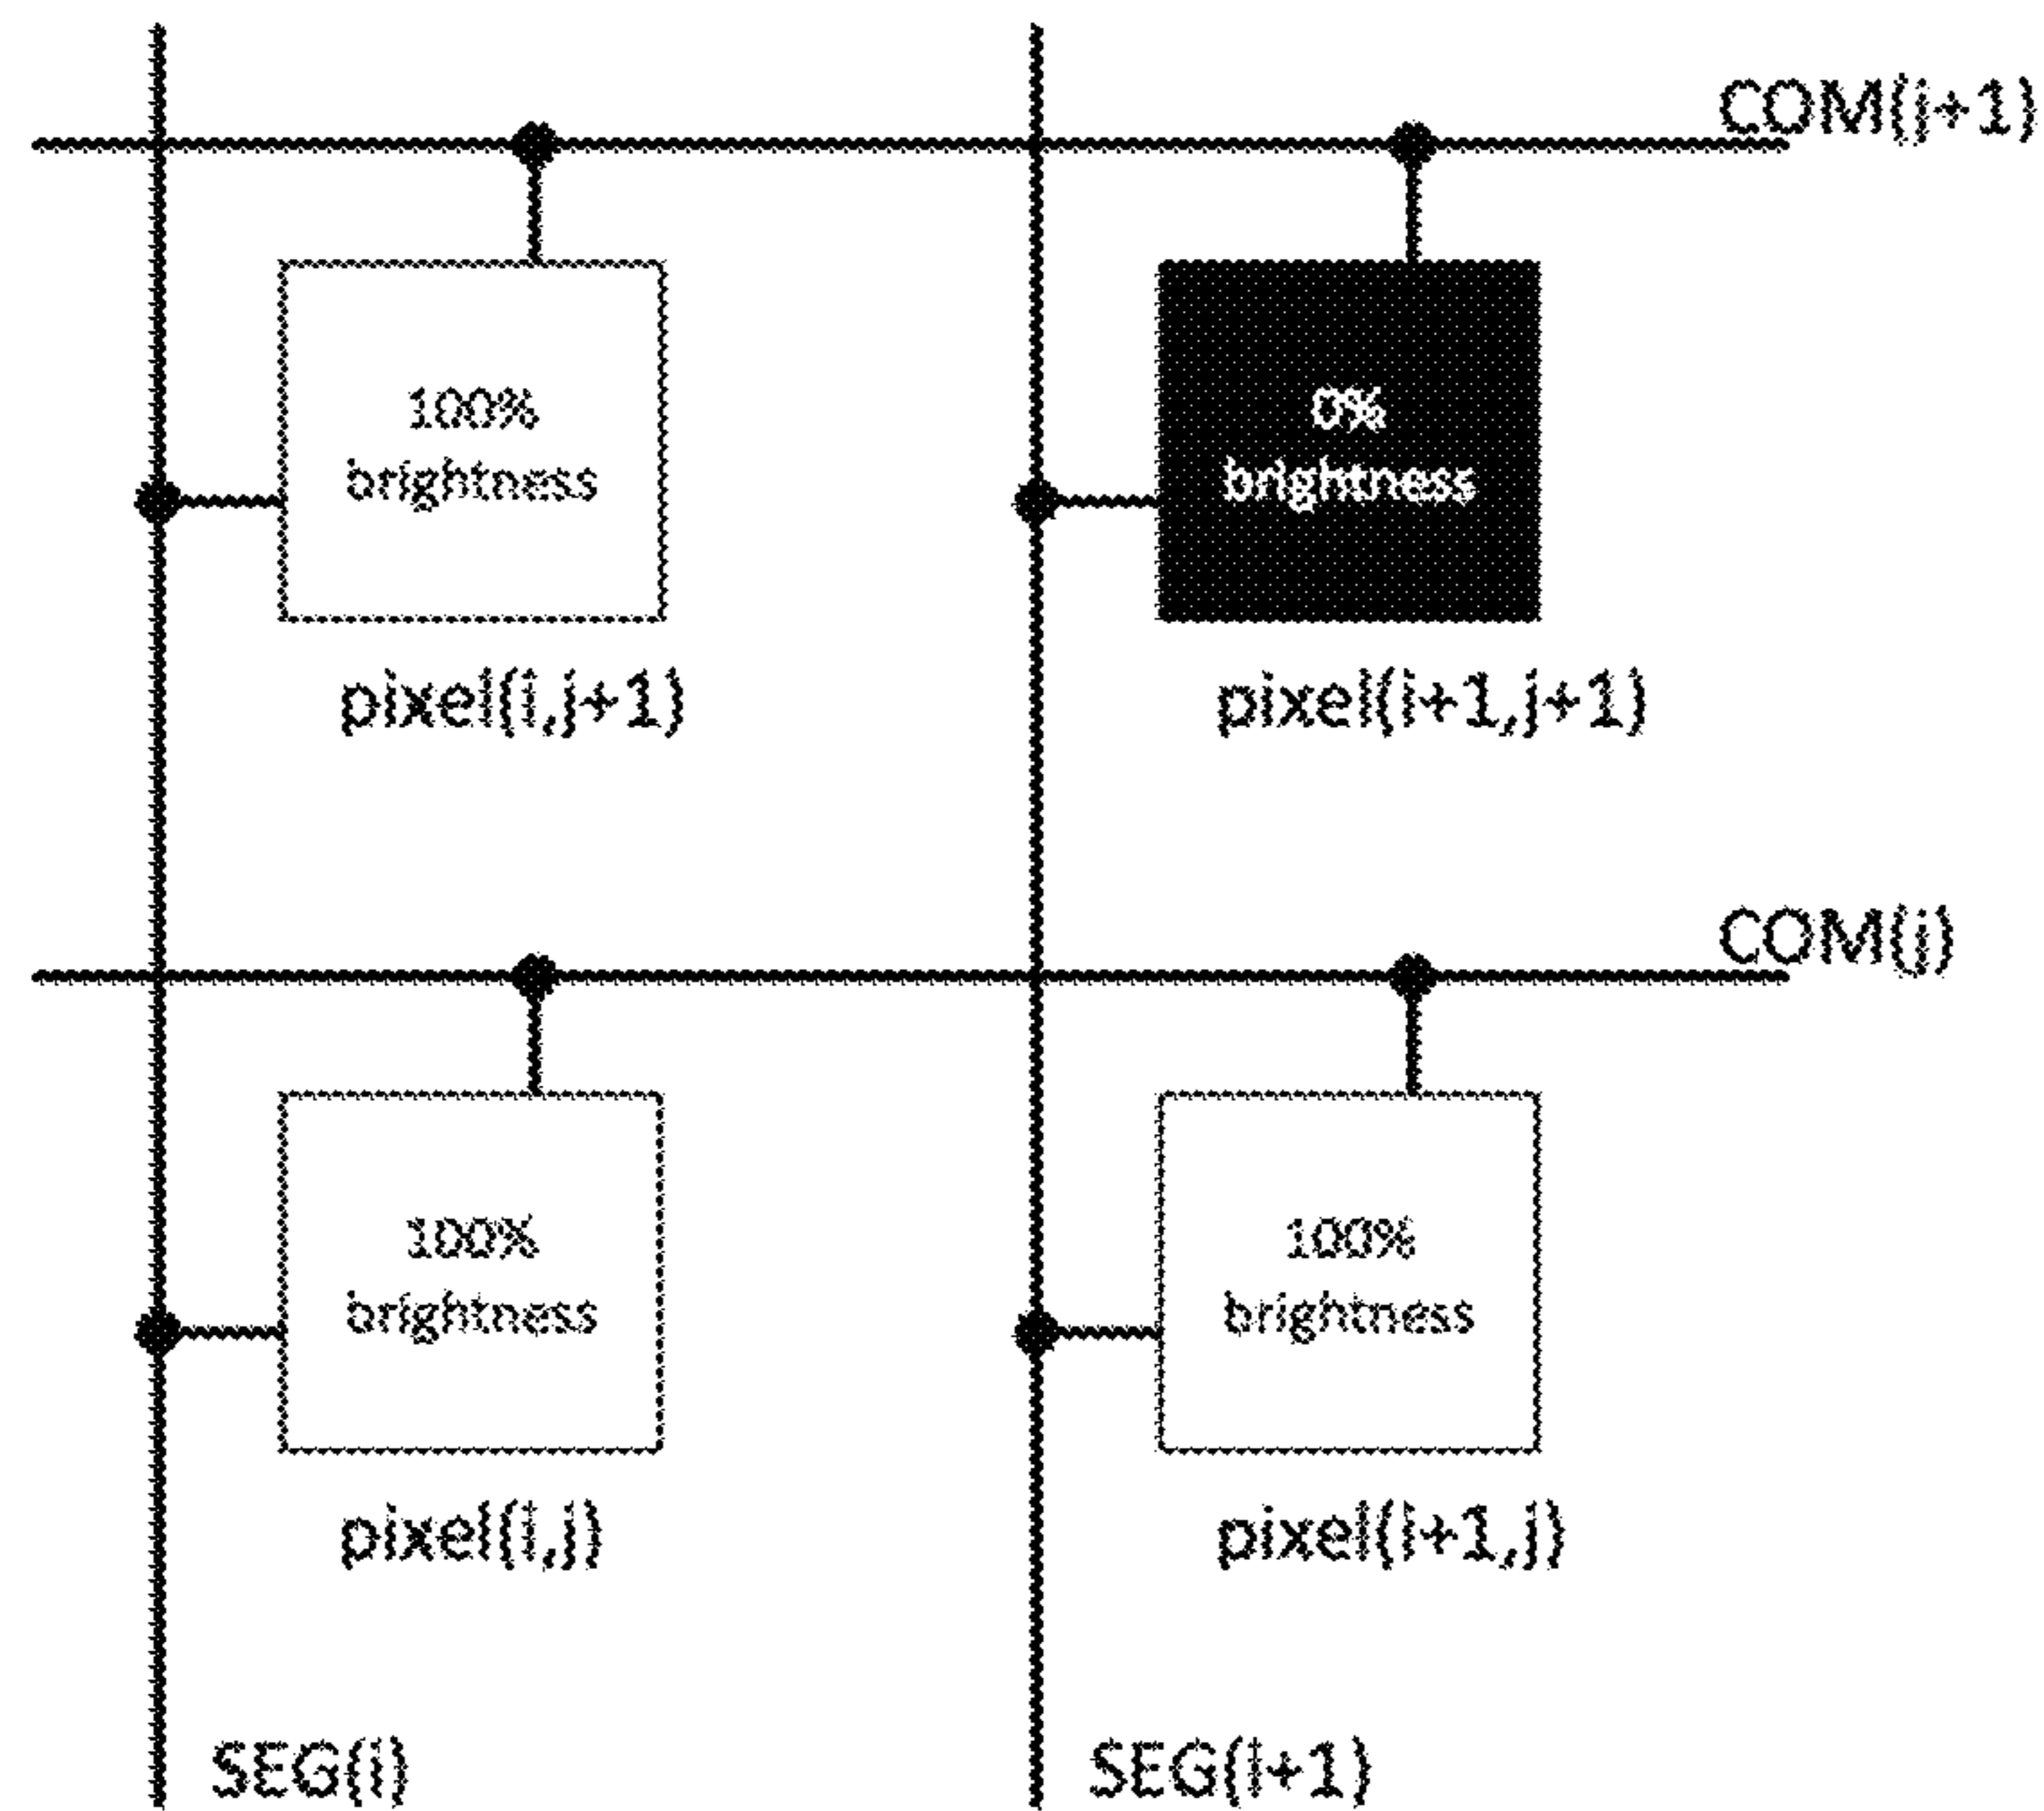 COM(j+1)
100%
brightness
0%
brightness
pixel(i,j+1)
pixel(i+1,j+1)
COM(j)
100%
brightness
100%
brightness
pixel(i,j)
pixel(i+1,j)
SEG(i)
SEG(i+1)